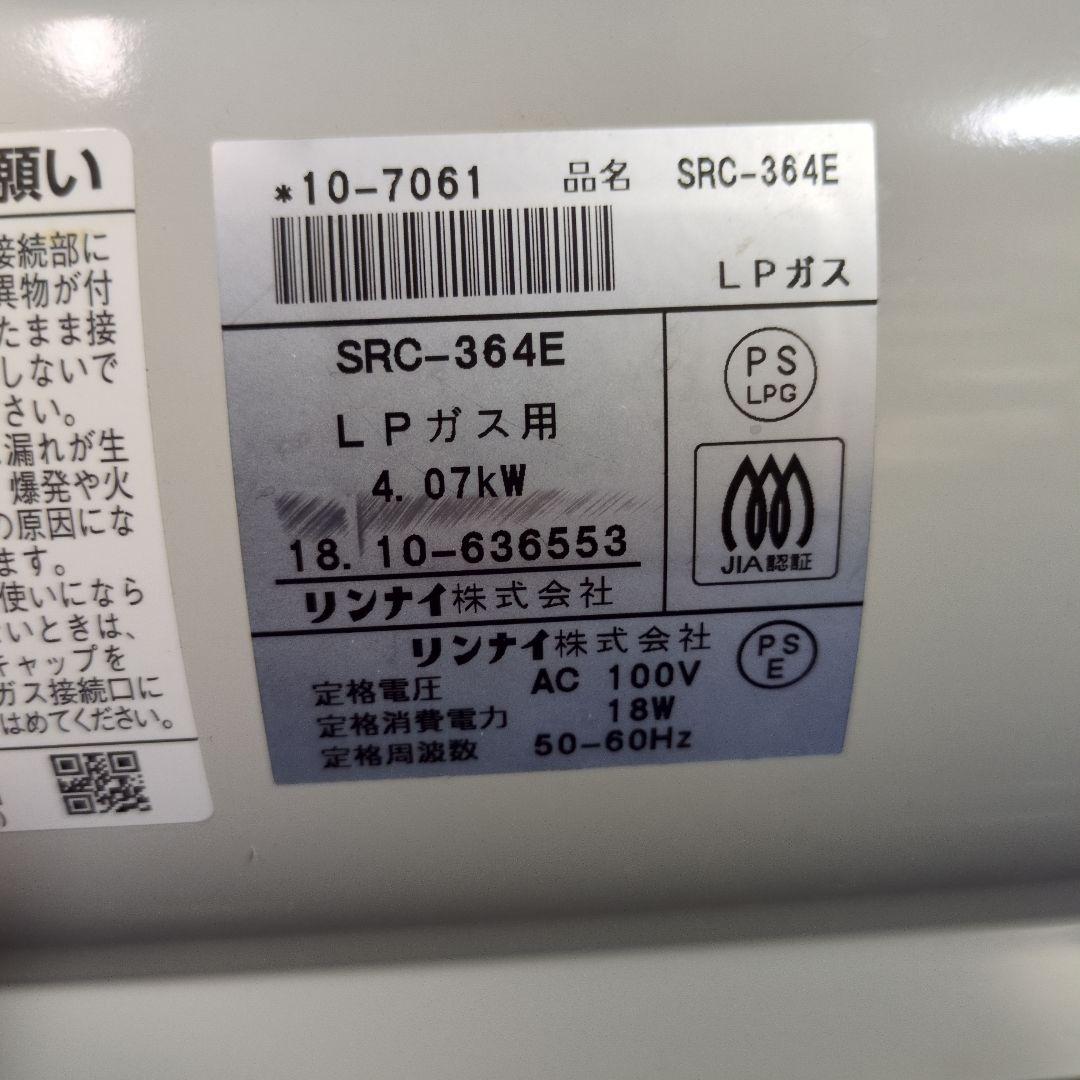 願い
接続部に
異物が付
たまま接
しないで
さい。
漏れが生
爆発や火
の原因にな
ます。
使いになら
いときは、
キャップを
ガス接続口に
はめてください。
*10-7061 品名 SRC-364E
LPガス
SRC-364E
LPガス用
4.07kW
18.10-636553
リンナイ株式会社
PS
LPG
JIA認証
リンナイ株式会社
PS
E
定格電圧 AC 100V
定格消費電力 18W
定格周波数 50-60Hz